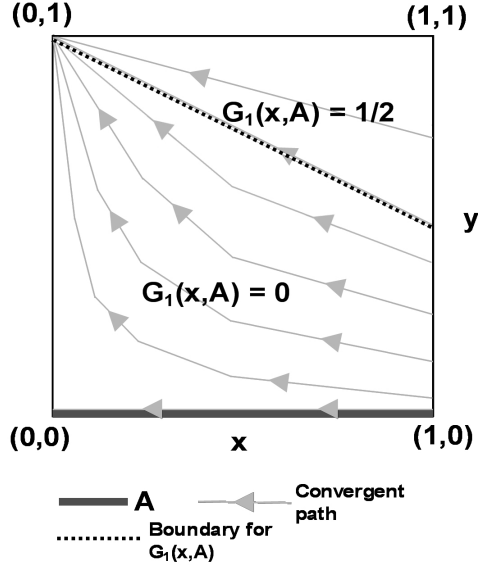 (0,1) (1,1)
G₁(x,A) = 1/2
y
G₁(x,A) = 0
(0,0) x (1,0)
A Convergent path
Boundary for
G₁(x,A)